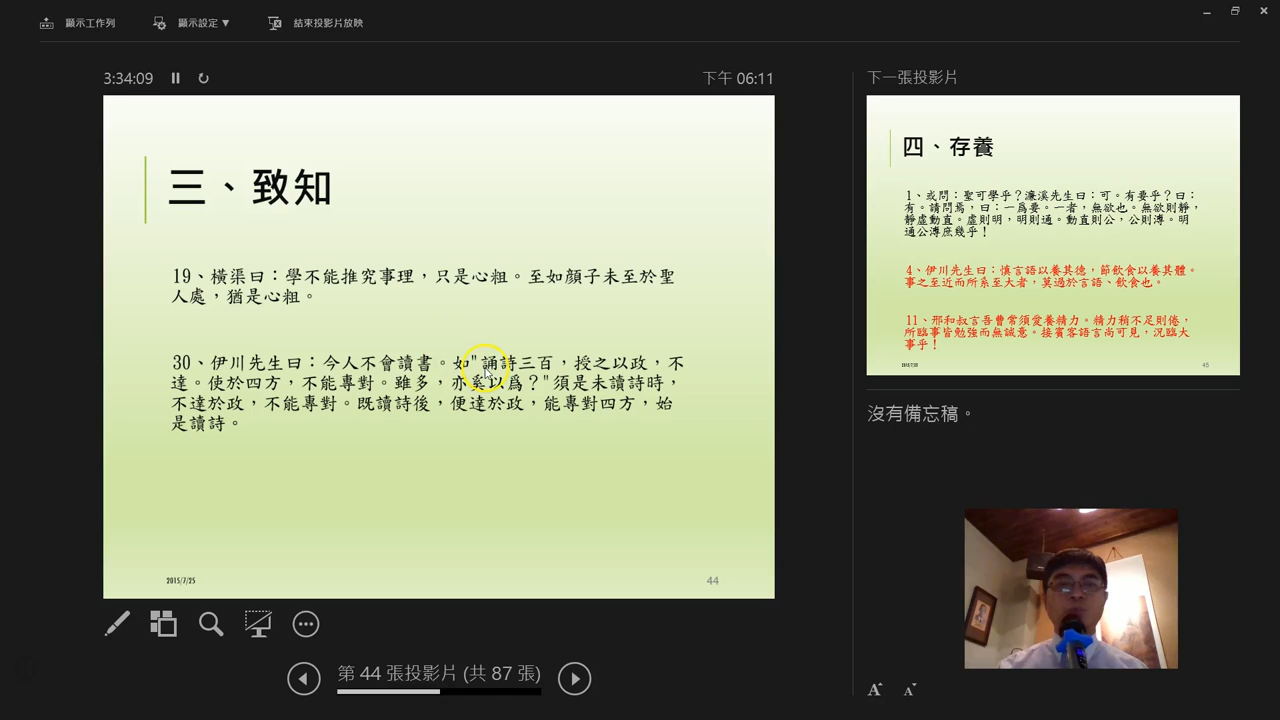 顯示工作列
顯示設定 ▼
結束投影片放映
3:34:09
下午 06:11
三、致知
19、橫渠曰：學不能推究事理，只是心粗。至如顏子未至於聖
人處，猶是心粗。
30、伊川先生曰：今人不會讀書。如"誦詩三百，授之以政，不
達。使於四方，不能專對。雖多，亦奚以爲？"須是未讀詩時，
不達於政，不能專對。既讀詩後，便達於政，能專對四方，始
是讀詩。
2015/7/25
44
第 44 張投影片 (共 87 張)
下一張投影片
四、存養
1、或問：聖可學乎？濂溪先生曰：可。有要乎？曰：
有。請問焉，曰：一爲要。一者，無欲也。無欲則靜，
靜虛動直。虛則明，明則通。動直則公，公則溥。明
通公溥庶幾乎！
4、伊川先生曰：慎言語以養其德，節飲食以養其體。
事之至近而所系至大者，莫過於言語、飲食也。
11、邢和叔言吾曹常須愛養精力。精力稍不足則倦，
所臨事皆勉強而無誠意。接賓客語言尚可見，況臨大
事乎！
2015/7/25
45
沒有備忘稿。
A A